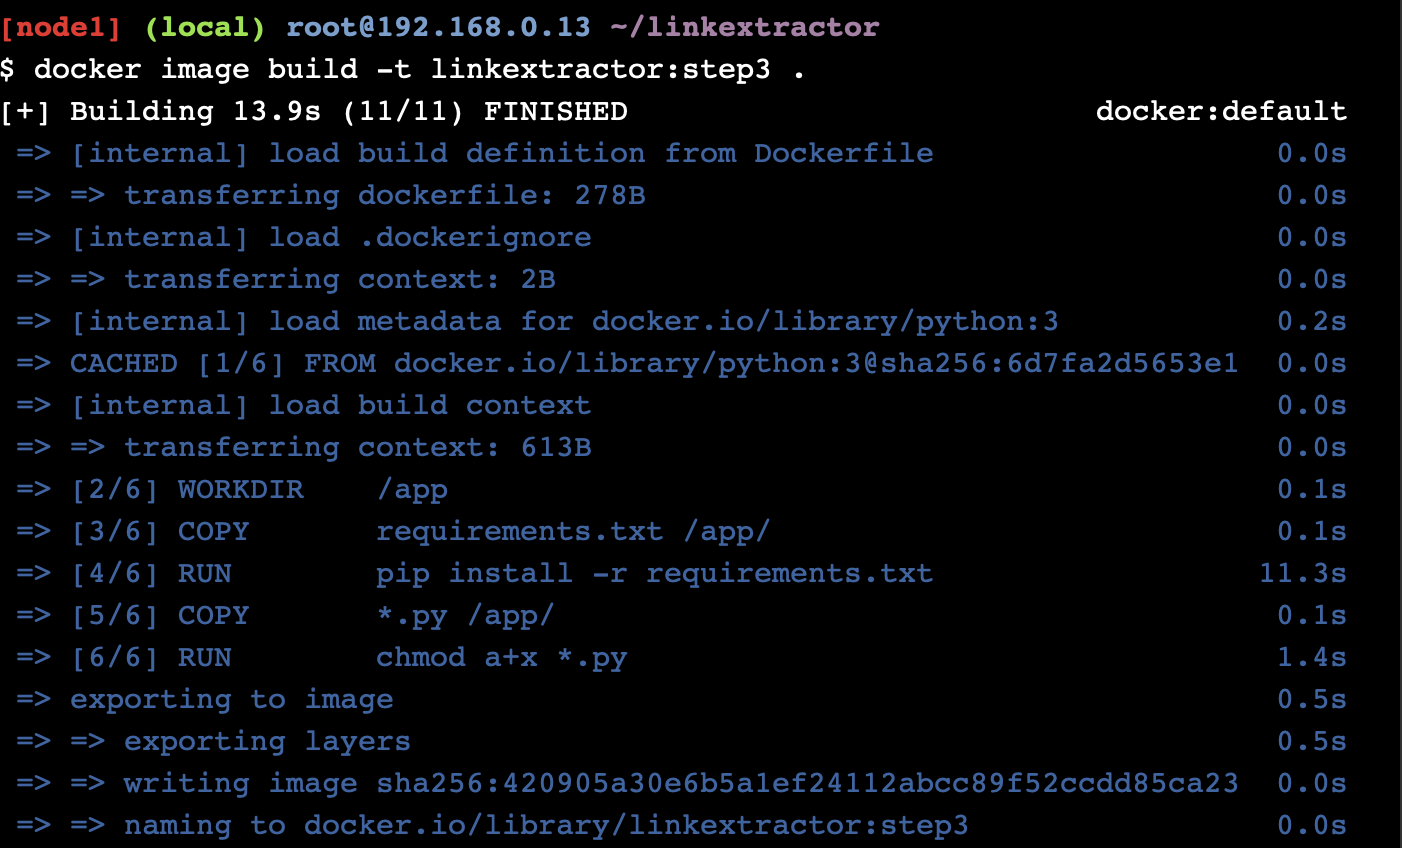 [node1] (local) root@192.168.0.13 ~/linkextractor
$ docker image build -t linkextractor:step3 .
[+] Building 13.9s (11/11) FINISHED docker:default
=> [internal] load build definition from Dockerfile 0.0s
=> => transferring dockerfile: 278B 0.0s
=> [internal] load .dockerignore 0.0s
=> => transferring context: 2B 0.0s
=> [internal] load metadata for docker.io/library/python:3 0.2s
=> CACHED [1/6] FROM docker.io/library/python:3@sha256:6d7fa2d5653e1 0.0s
=> [internal] load build context 0.0s
=> => transferring context: 613B 0.0s
=> [2/6] WORKDIR /app 0.1s
=> [3/6] COPY requirements.txt /app/ 0.1s
=> [4/6] RUN pip install -r requirements.txt 11.3s
=> [5/6] COPY *.py /app/ 0.1s
=> [6/6] RUN chmod a+x *.py 1.4s
=> exporting to image 0.5s
=> => exporting layers 0.5s
=> => writing image sha256:420905a30e6b5a1ef24112abcc89f52ccdd85ca23 0.0s
=> => naming to docker.io/library/linkextractor:step3 0.0s